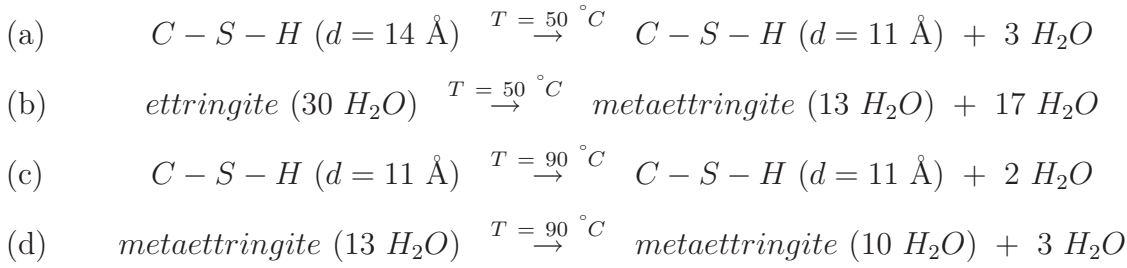 (a) C − S − H (d = 14 Å) T = 50 °C → C − S − H (d = 11 Å) + 3 H₂O
(b) ettringite (30 H₂O) T = 50 °C → metaettringite (13 H₂O) + 17 H₂O
(c) C − S − H (d = 11 Å) T = 90 °C → C − S − H (d = 11 Å) + 2 H₂O
(d) metaettringite (13 H₂O) T = 90 °C → metaettringite (10 H₂O) + 3 H₂O